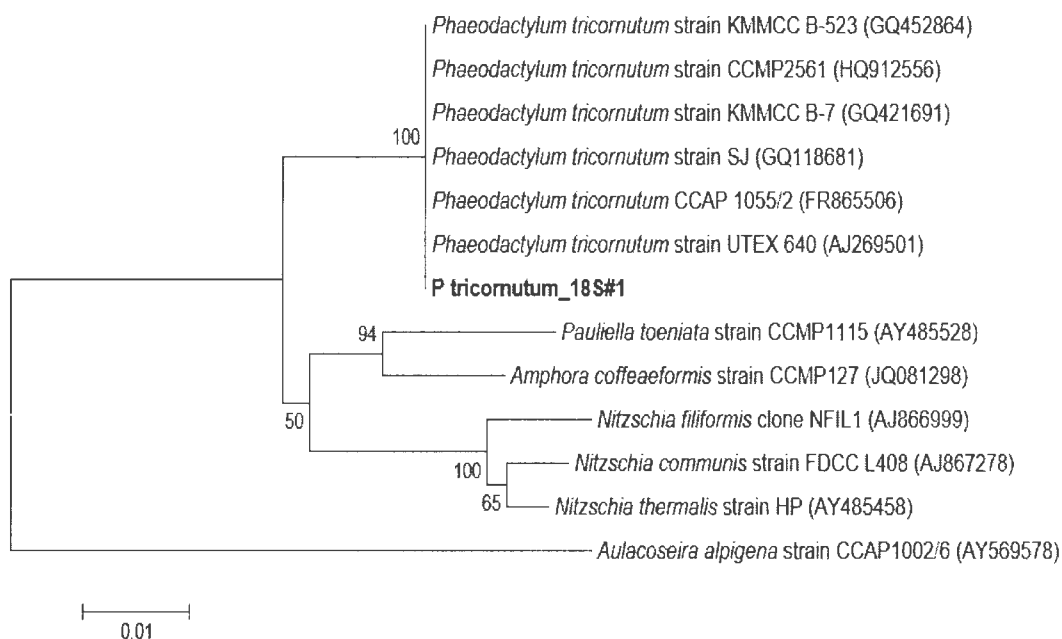 Phaeodactylum tricornutum strain KMMCC B-523 (GQ452864)
Phaeodactylum tricornutum strain CCMP2561 (HQ912556)
Phaeodactylum tricornutum strain KMMCC B-7 (GQ421691)
100
Phaeodactylum tricornutum strain SJ (GQ118681)
Phaeodactylum tricornutum CCAP 1055/2 (FR865506)
Phaeodactylum tricornutum strain UTEX 640 (AJ269501)
P tricornutum_18S#1
94
Pauliella toeniata strain CCMP1115 (AY485528)
Amphora coffeaeformis strain CCMP127 (JQ081298)
50
Nitzschia filiformis clone NFIL1 (AJ866999)
100
Nitzschia communis strain FDCC L408 (AJ867278)
65
Nitzschia thermalis strain HP (AY485458)
Aulacoseira alpigena strain CCAP1002/6 (AY569578)
0.01